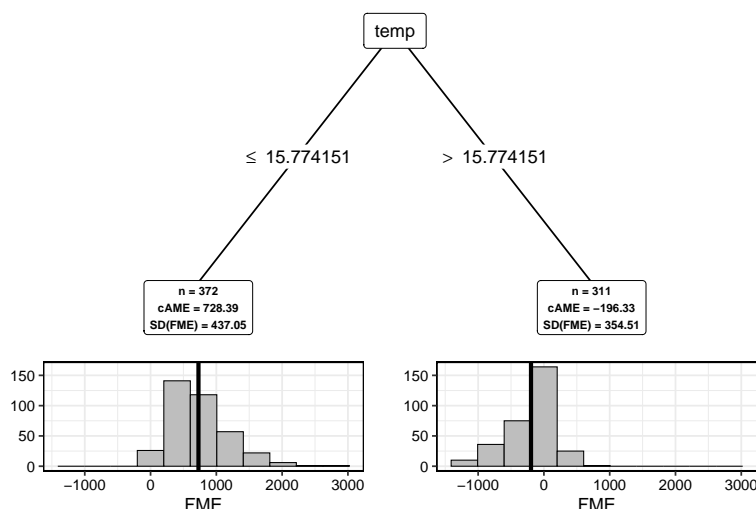 temp
≤ 15.774151
> 15.774151
n = 372
cAME = 728.39
SD(FME) = 437.05
n = 311
cAME = −196.33
SD(FME) = 354.51
150
100
50
0
−1000 0 1000 2000 3000
FME
150
100
50
0
−1000 0 1000 2000 3000
FME